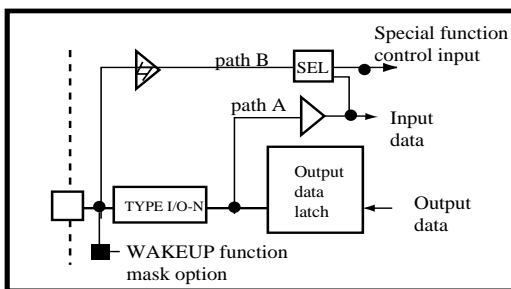 Special function
control input
path B
SEL
path A
Input
data
TYPE I/O-N
Output
data
latch
Output
data
WAKEUP function
mask option